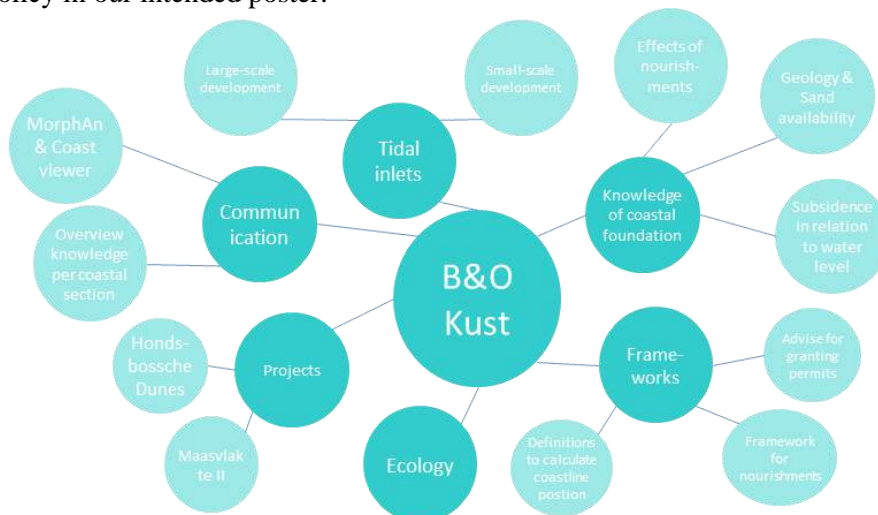 olicy in our intended poster.
Large-scale
development
Small-scale
development
Effects of
nourish-
ments
Geology &
Sand
availability
MorphAn
& Coast
viewer
Tidal
inlets
Knowledge
of coastal
foundation
Commun
ication
Subsidence
in relation
to water
level
Overview
knowledge
per coastal
section
B&O
Kust
Honds-
bossche
Dunes
Projects
Frame-
works
Advise for
granting
permits
Maasvlak
te II
Ecology
Definitions
to calculate
coastline
postion
Framework
for
nourishments